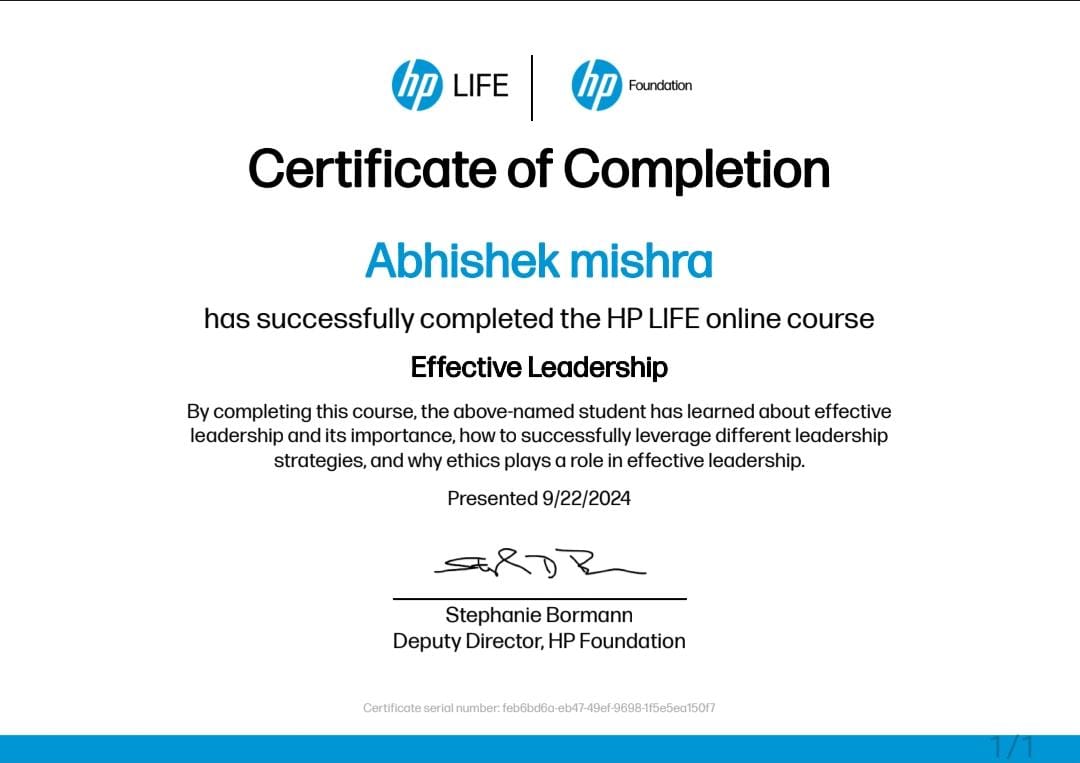 hp LIFE hp Foundation
Certificate of Completion
Abhishek mishra
has successfully completed the HP LIFE online course
Effective Leadership
By completing this course, the above-named student has learned about effective
leadership and its importance, how to successfully leverage different leadership
strategies, and why ethics plays a role in effective leadership.
Presented 9/22/2024
Stephanie Bormann
Deputy Director, HP Foundation
Certificate serial number: feb6bd6a-eb47-49ef-9698-1f5e5ea150f7
1/1